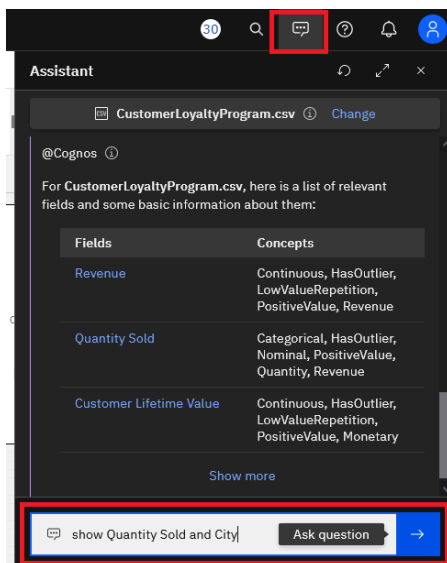 30
Assistant
CSV CustomerLoyaltyProgram.csv Change
@Cognos
For CustomerLoyaltyProgram.csv, here is a list of relevant
fields and some basic information about them:
Fields Concepts
Revenue Continuous, HasOutlier,
LowValueRepetition,
PositiveValue, Revenue
Quantity Sold Categorical, HasOutlier,
Nominal, PositiveValue,
Quantity, Revenue
Customer Lifetime Value Continuous, HasOutlier,
LowValueRepetition,
PositiveValue, Monetary
Show more
show Quantity Sold and City Ask question